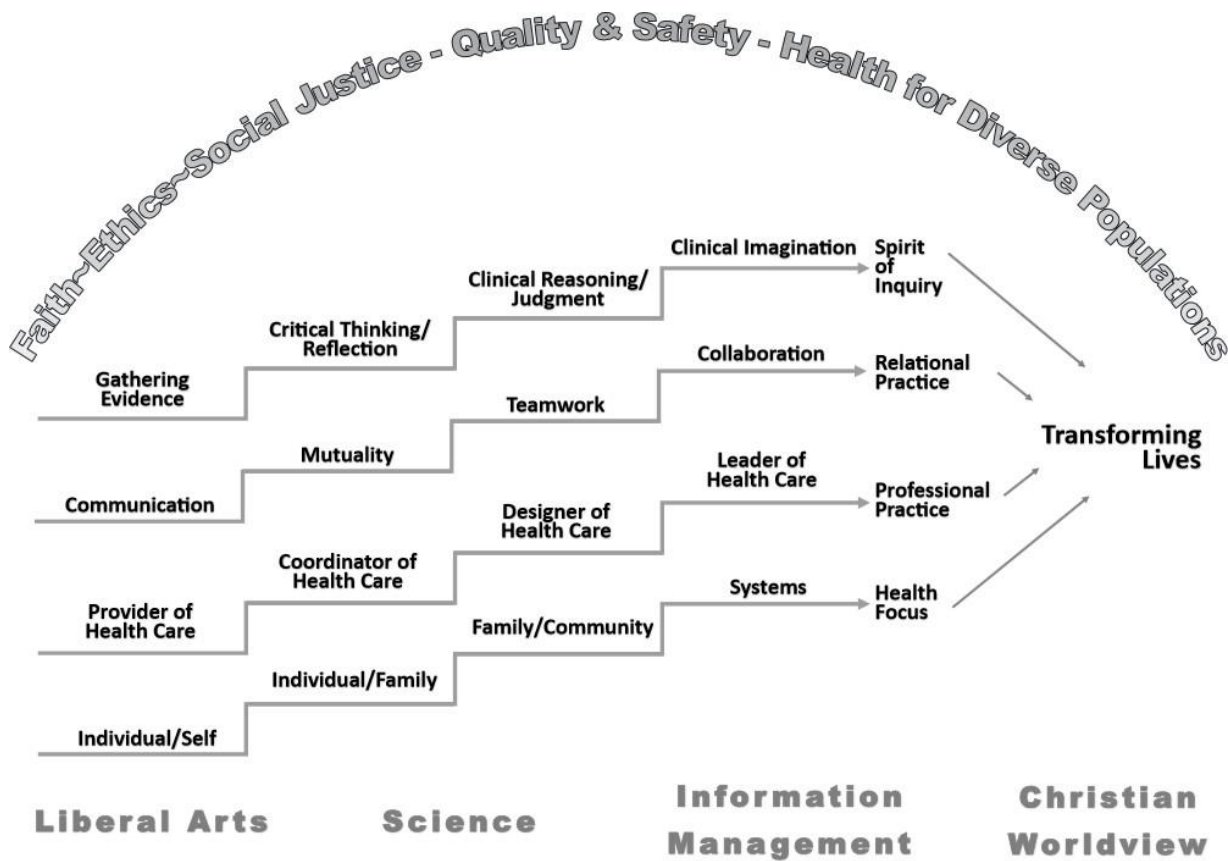 Faith~Ethics~Social Justice - Quality & Safety - Health for Diverse Populations
Clinical Imagination
Spirit
of
Inquiry
Clinical Reasoning/
Judgment
Critical Thinking/
Reflection
Gathering
Evidence
Collaboration
Relational
Practice
Teamwork
Mutuality
Communication
Transforming
Lives
Leader of
Health Care
Professional
Practice
Designer of
Health Care
Coordinator of
Health Care
Provider of
Health Care
Systems
Health
Focus
Family/Community
Individual/Family
Individual/Self
Liberal Arts
Science
Information
Management
Christian
Worldview